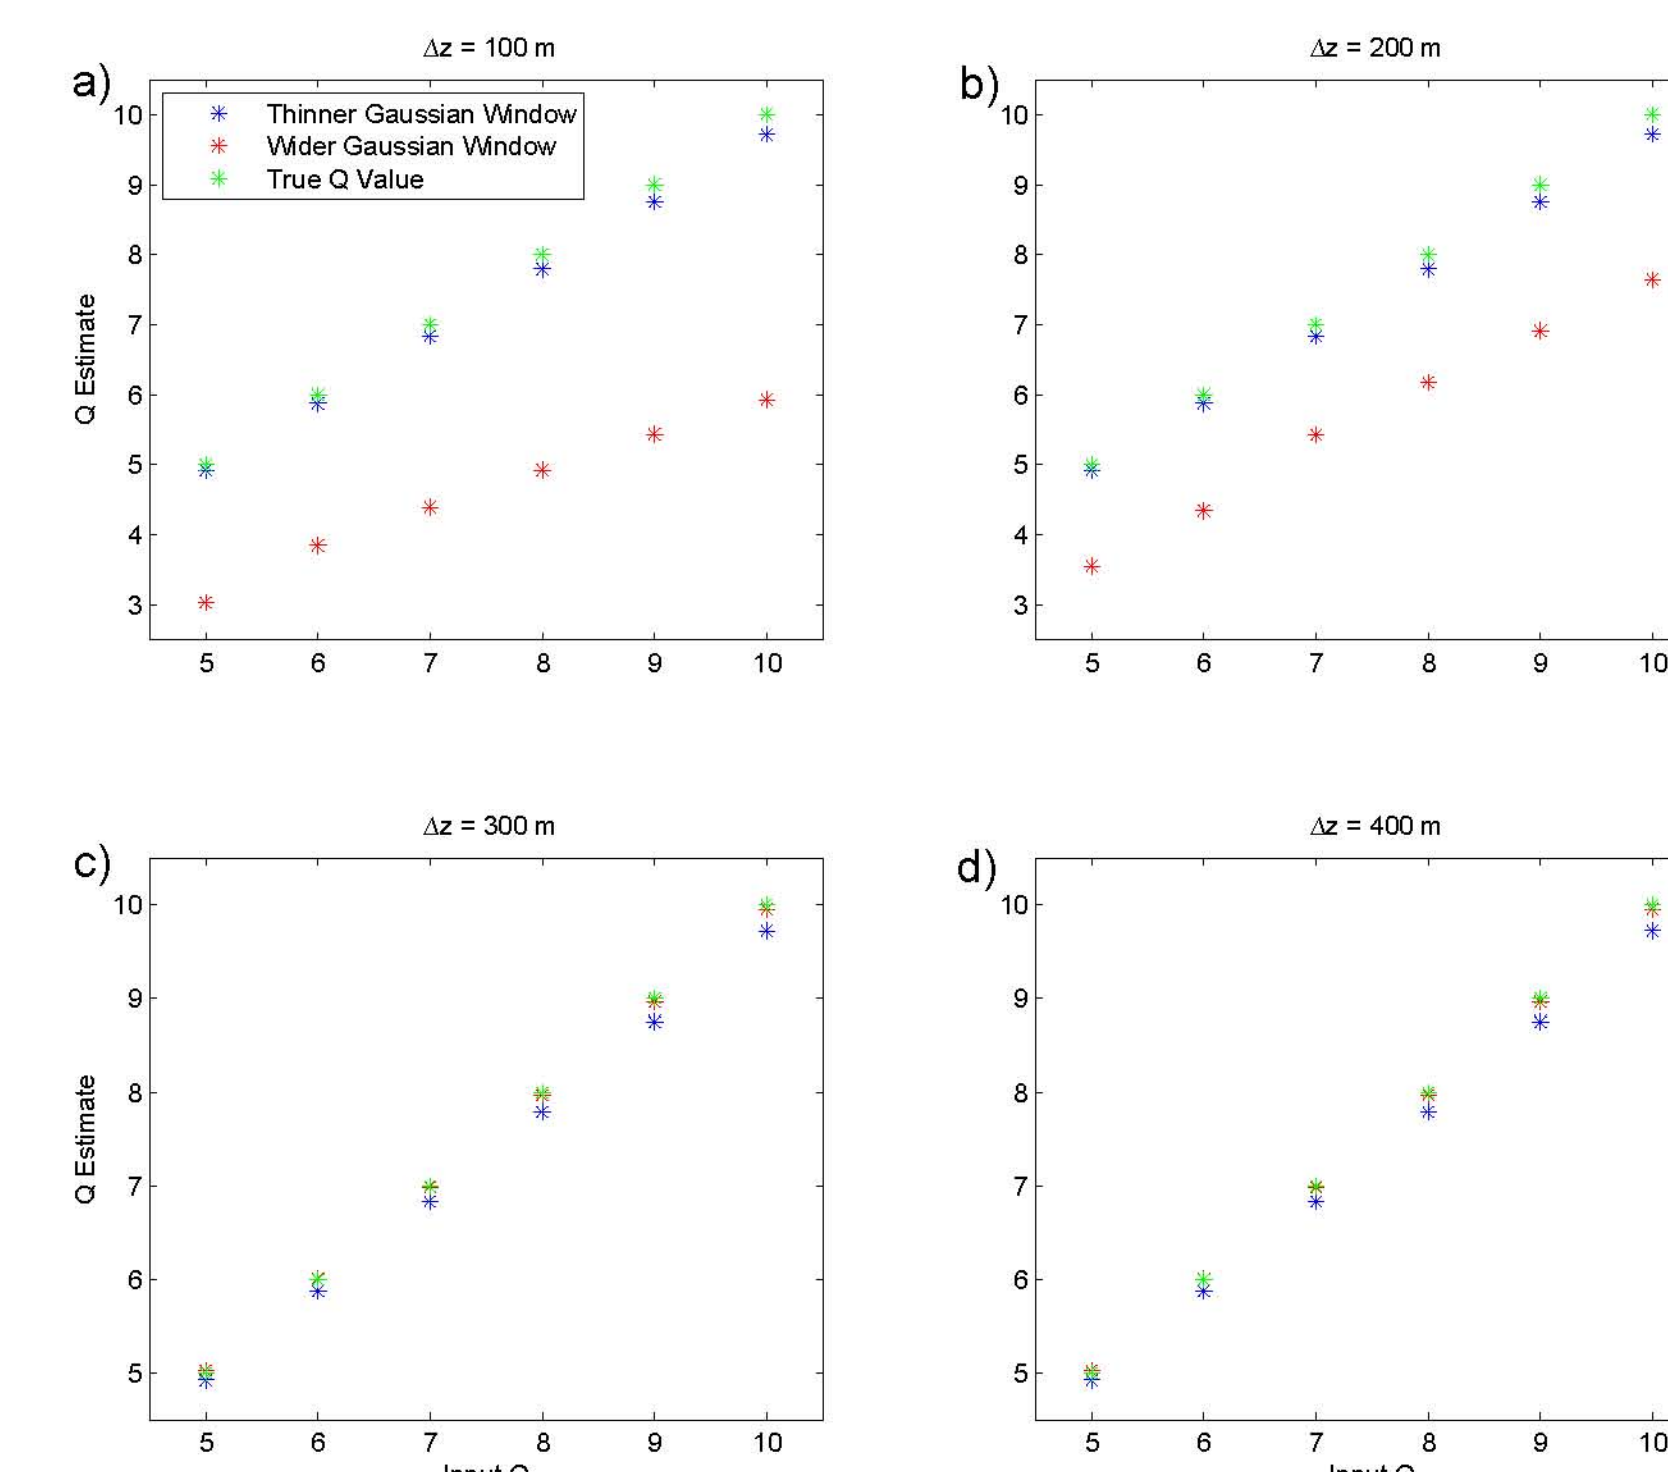 Δz = 100 m
a)
Thinner Gaussian Window
Wider Gaussian Window
True Q Value
10
9
8
7
6
5
4
3
Q Estimate
5 6 7 8 9 10
Δz = 200 m
b)
10
9
8
7
6
5
4
3
5 6 7 8 9 10
Δz = 300 m
c)
10
9
8
7
6
5
Q Estimate
5 6 7 8 9 10
Input Q
Δz = 400 m
d)
10
9
8
7
6
5
5 6 7 8 9 10
Input Q